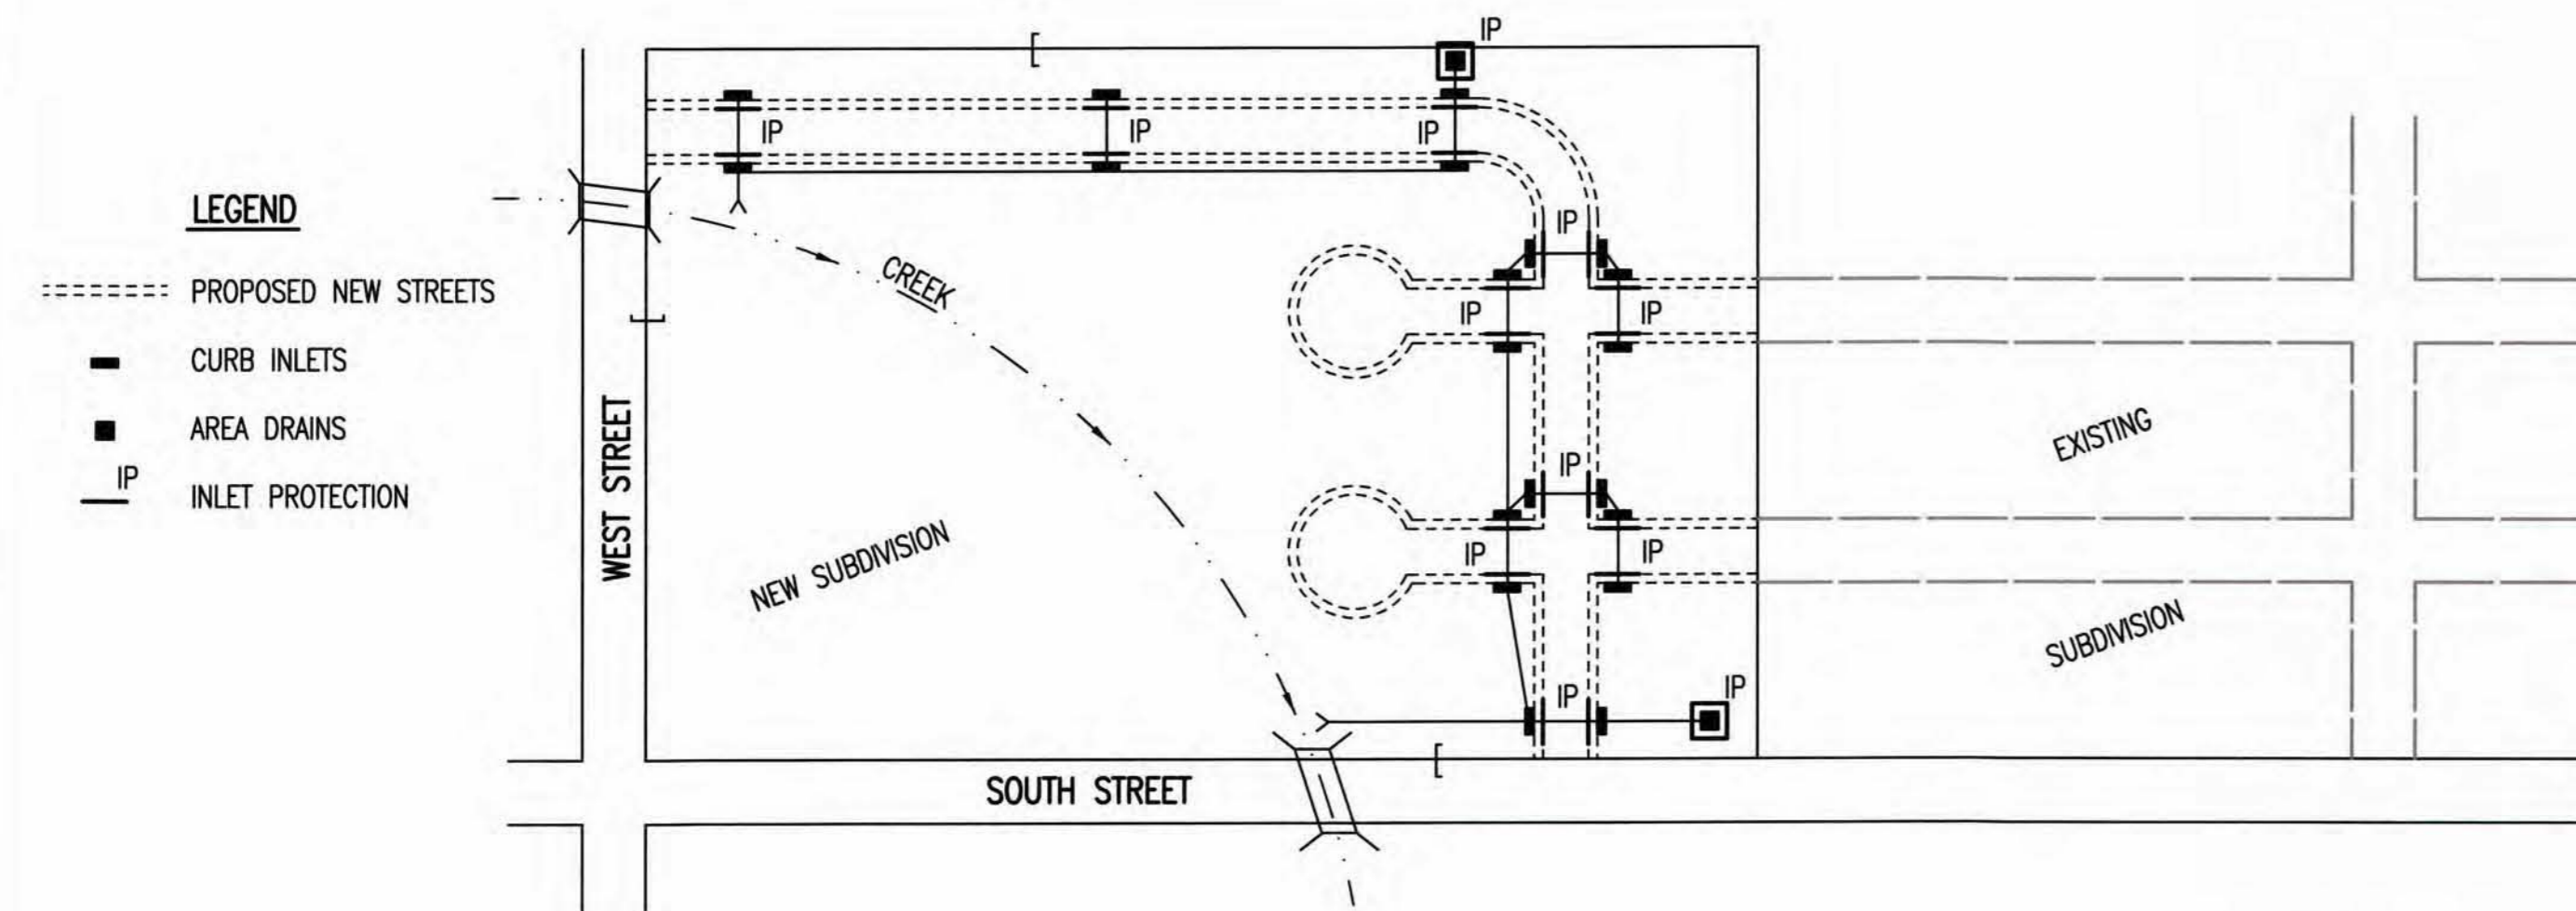 LEGEND
PROPOSED NEW STREETS
CURB INLETS
AREA DRAINS
IP
INLET PROTECTION
IP
IP
IP
IP
IP
IP
IP
IP
IP
IP
IP
IP
CREEK
WEST STREET
NEW SUBDIVISION
SOUTH STREET
EXISTING
SUBDIVISION